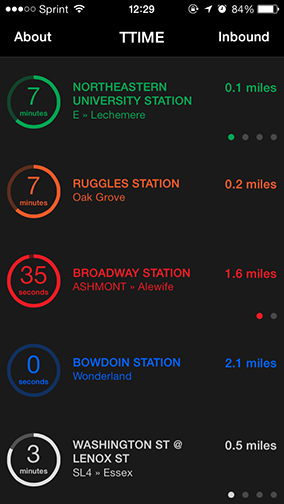 Sprint 12:29 84%
About TTIME Inbound
7 minutes
NORTHEASTERN
UNIVERSITY STATION
E » Lechemere
0.1 miles
7 minutes
RUGGLES STATION
Oak Grove
0.2 miles
35 seconds
BROADWAY STATION
ASHMONT » Alewife
1.6 miles
0 seconds
BOWDOIN STATION
Wonderland
2.1 miles
3 minutes
WASHINGTON ST @
LENOX ST
SL4 » Essex
0.5 miles